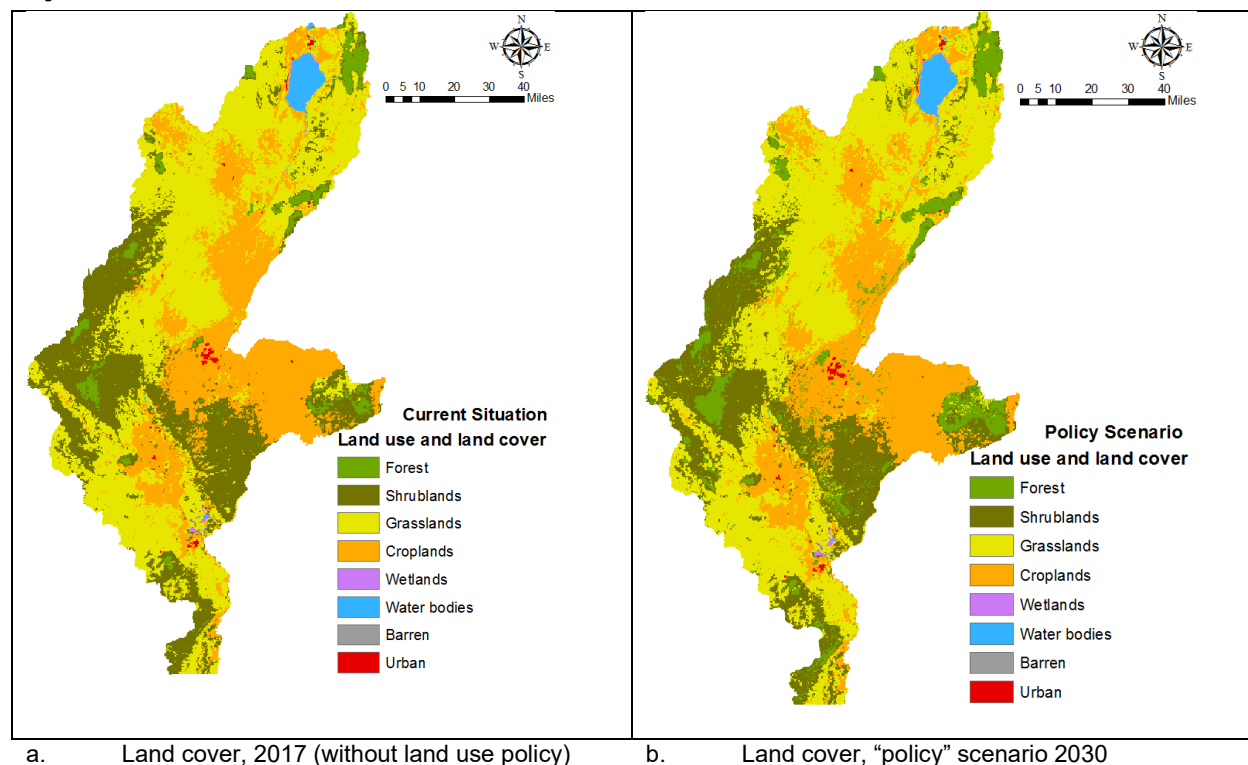 N
W E
S
0 5 10 20 30 40
Miles
Current Situation
Land use and land cover
Forest
Shrublands
Grasslands
Croplands
Wetlands
Water bodies
Barren
Urban
N
W E
S
0 5 10 20 30 40
Miles
Policy Scenario
Land use and land cover
Forest
Shrublands
Grasslands
Croplands
Wetlands
Water bodies
Barren
Urban
a. Land cover, 2017 (without land use policy)
b. Land cover, “policy” scenario 2030